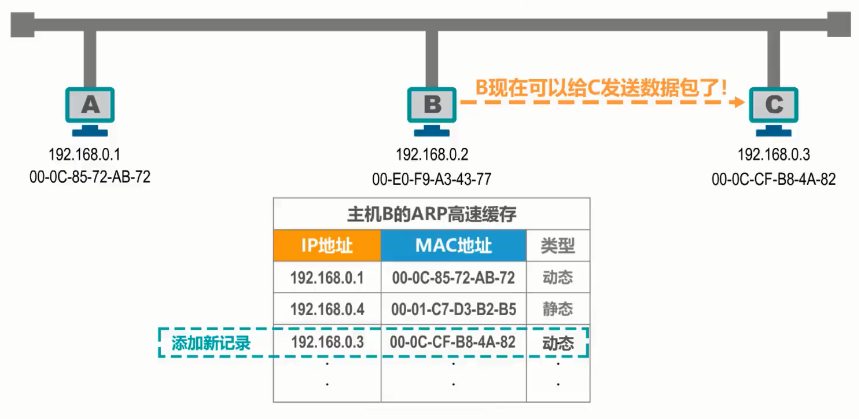 B现在可以给C发送数据包了!
A
B
C
192.168.0.1
192.168.0.2
192.168.0.3
00-0C-85-72-AB-72
00-E0-F9-A3-43-77
00-0C-CF-B8-4A-82
主机B的ARP高速缓存
IP地址 MAC地址 类型
192.168.0.1 00-0C-85-72-AB-72 动态
192.168.0.4 00-01-C7-D3-B2-B5 静态
添加新记录 192.168.0.3 00-0C-CF-B8-4A-82 动态